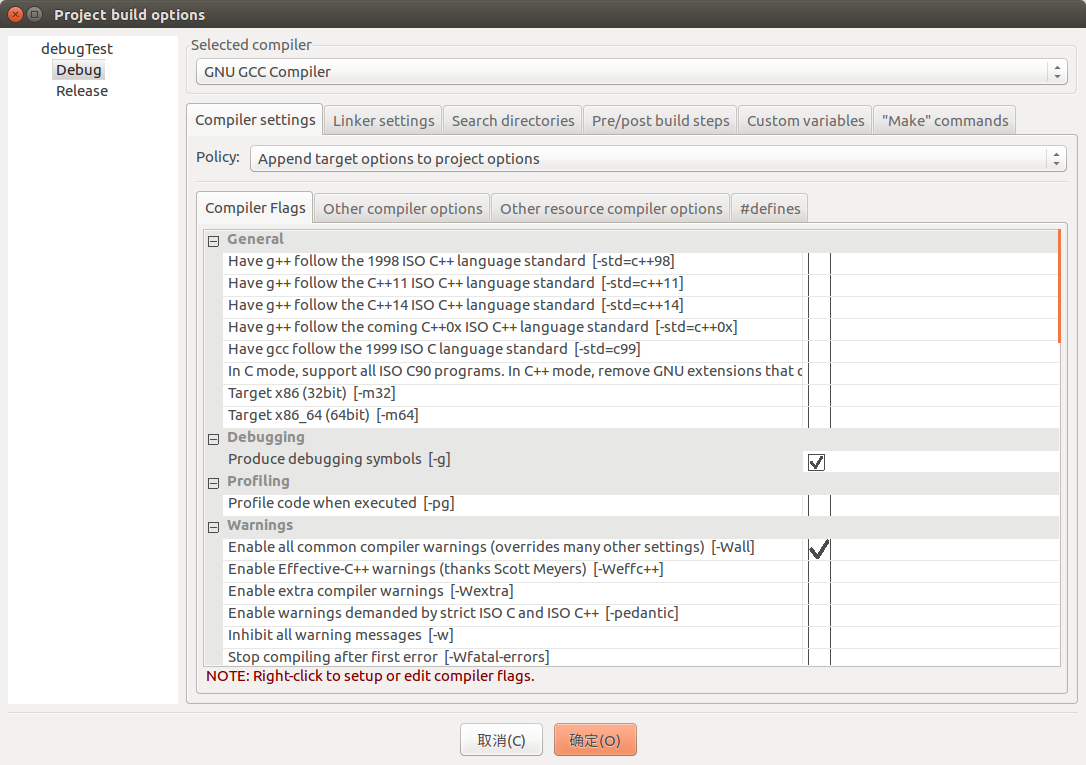 Project build options
debugTest
Debug
Release
Selected compiler
GNU GCC Compiler
Compiler settings
Linker settings
Search directories
Pre/post build steps
Custom variables
"Make" commands
Policy:
Append target options to project options
Compiler Flags
Other compiler options
Other resource compiler options
#defines
General
Have g++ follow the 1998 ISO C++ language standard [-std=c++98]
Have g++ follow the C++11 ISO C++ language standard [-std=c++11]
Have g++ follow the C++14 ISO C++ language standard [-std=c++14]
Have g++ follow the coming C++0x ISO C++ language standard [-std=c++0x]
Have gcc follow the 1999 ISO C language standard [-std=c99]
In C mode, support all ISO C90 programs. In C++ mode, remove GNU extensions that c
Target x86 (32bit) [-m32]
Target x86_64 (64bit) [-m64]
Debugging
Produce debugging symbols [-g]
Profiling
Profile code when executed [-pg]
Warnings
Enable all common compiler warnings (overrides many other settings) [-Wall]
Enable Effective-C++ warnings (thanks Scott Meyers) [-Weffc++]
Enable extra compiler warnings [-Wextra]
Enable warnings demanded by strict ISO C and ISO C++ [-pedantic]
Inhibit all warning messages [-w]
Stop compiling after first error [-Wfatal-errors]
NOTE: Right-click to setup or edit compiler flags.
取消(C)
确定(O)